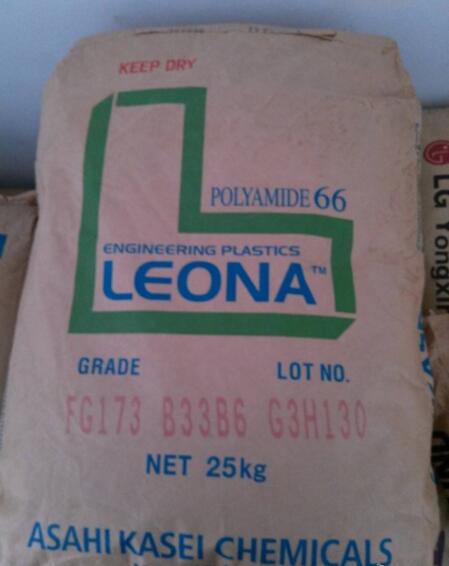 KEEP DRY
POLYAMIDE 66
ENGINEERING PLASTICS
LEONA™
GRADE LOT NO.
FG173 B33B6 G3H130
NET 25kg
ASAHI KASEI CHEMICALS
LG Yongxin